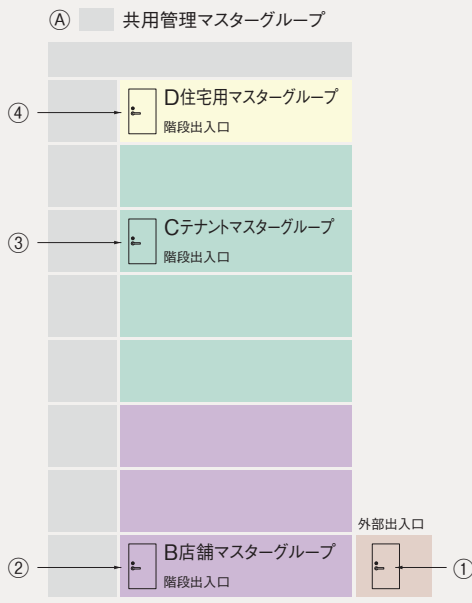 Ⓐ 共用管理マスターグループ
④ D住宅用マスターグループ
階段出入口
③ Cテナントマスターグループ
階段出入口
外部出入口
② B店舗マスターグループ ①
階段出入口